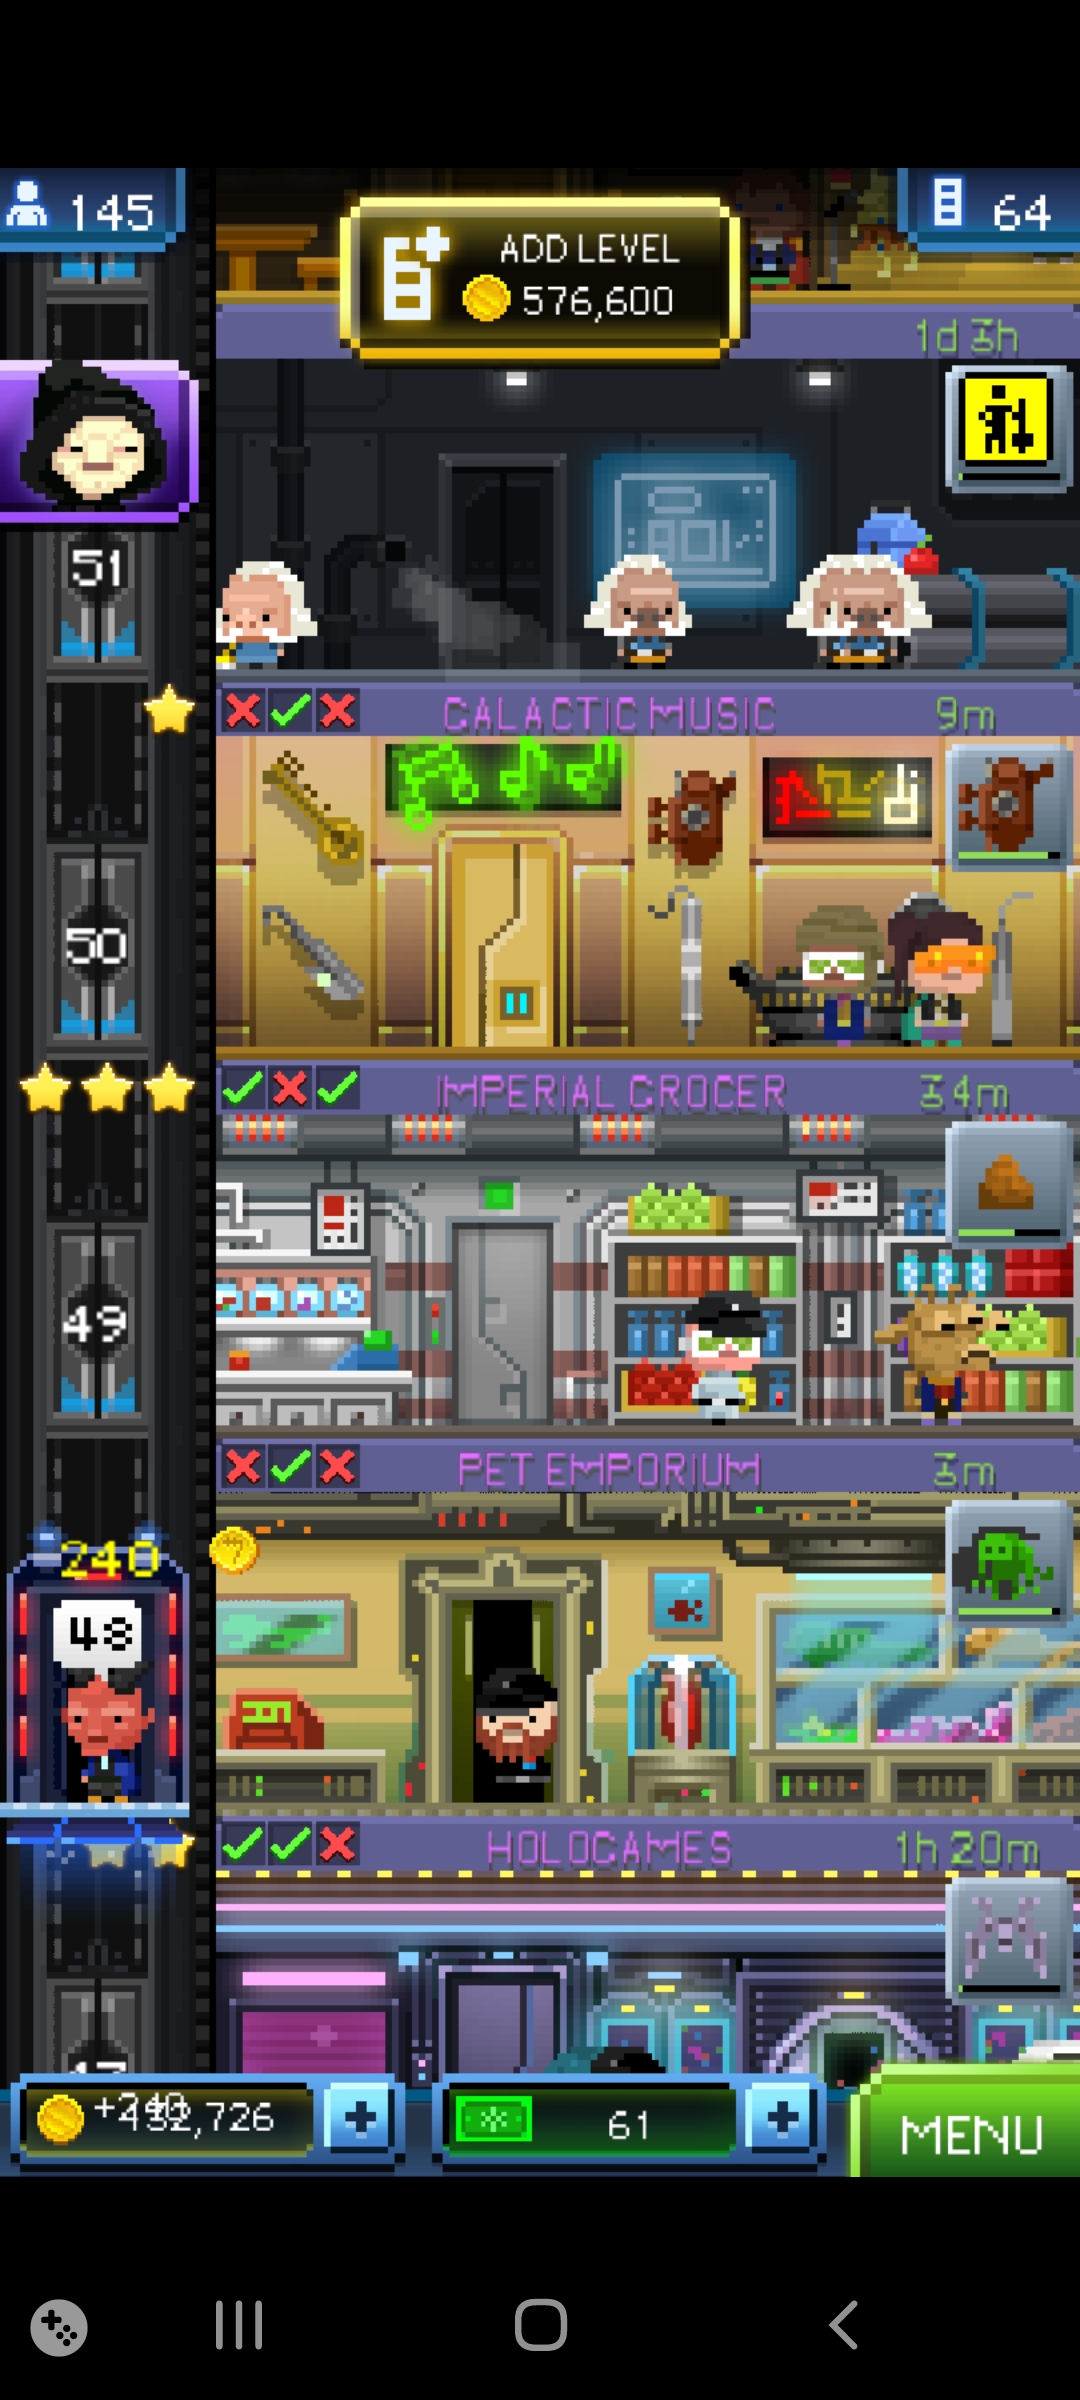 145
ADD LEVEL
576,600
64
1d 3h
51
GALACTIC MUSIC
9m
50
IMPERIAL GROCER
34m
49
PET EMPORIUM
3m
240
48
HOLOGAMES
1h 20m
47
61
MENU